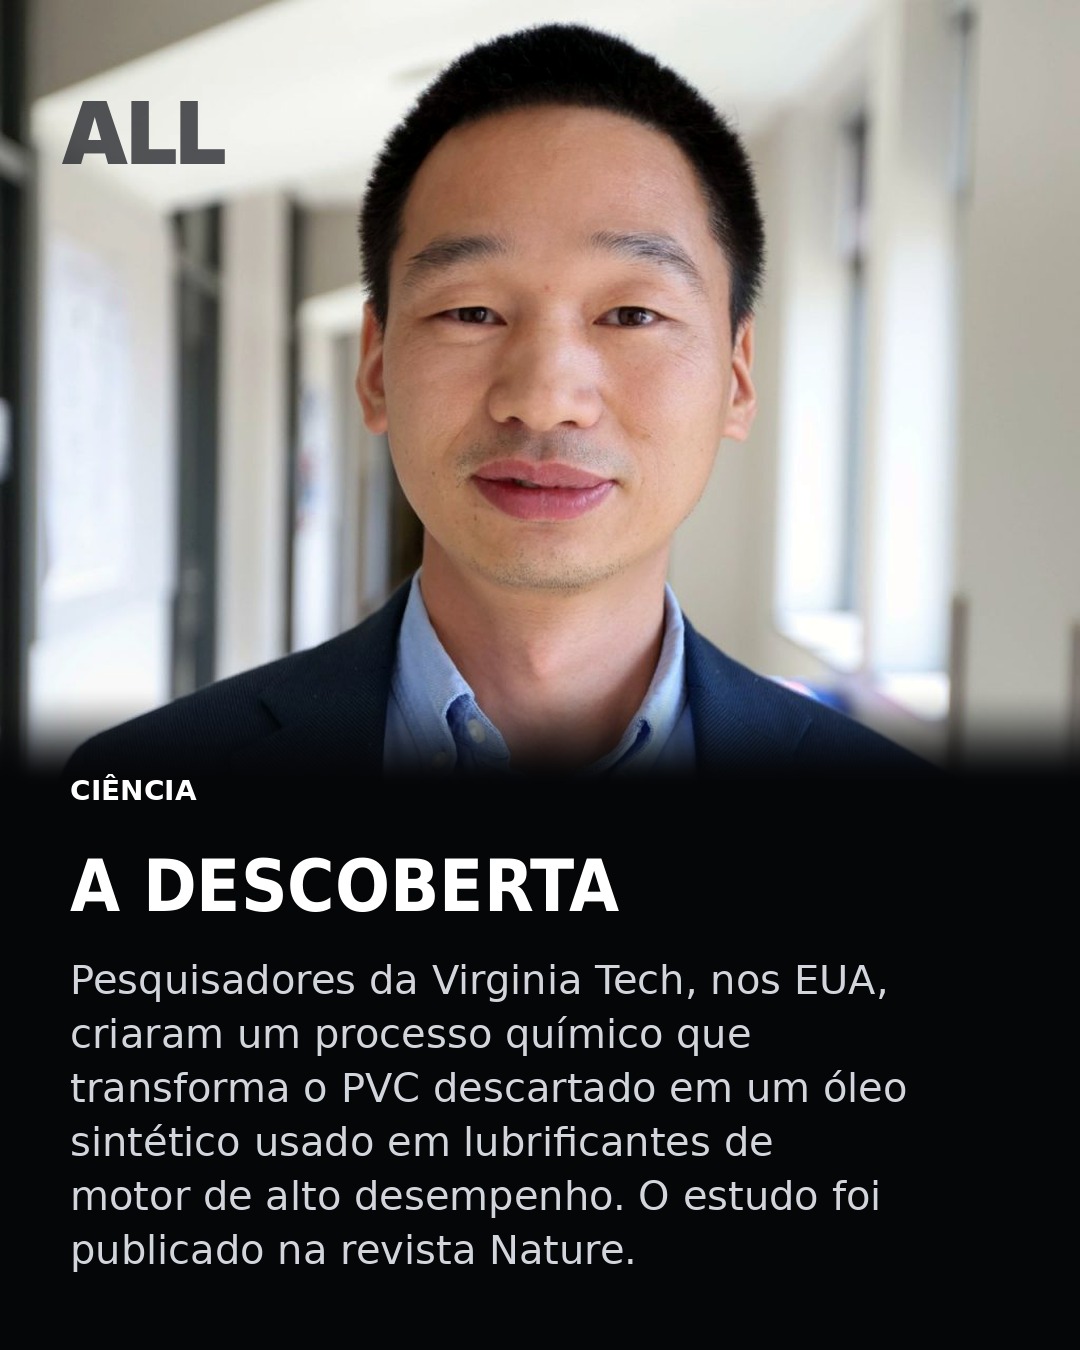 ALL
CIÊNCIA
A DESCOBERTA
Pesquisadores da Virginia Tech, nos EUA,
criaram um processo químico que
transforma o PVC descartado em um óleo
sintético usado em lubrificantes de
motor de alto desempenho. O estudo foi
publicado na revista Nature.